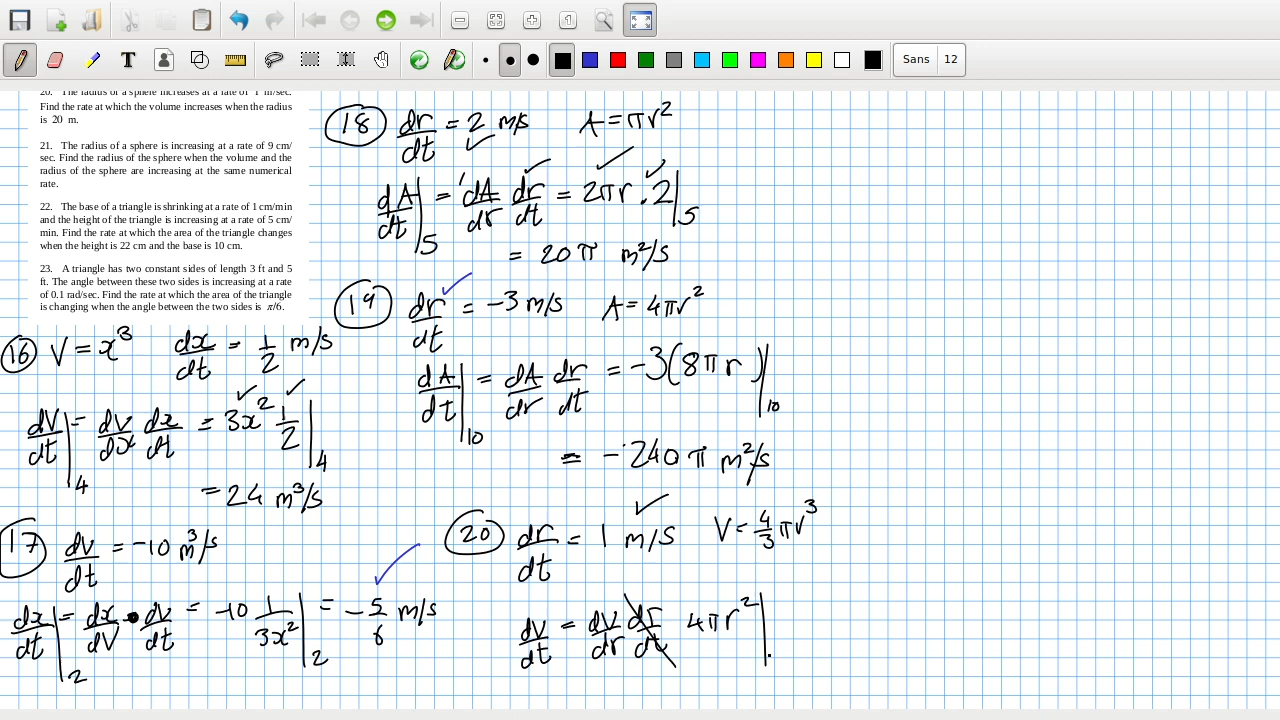 Sans 12
20. The radius of a sphere increases at a rate of 1 m/sec.
Find the rate at which the volume increases when the radius
is 20 m.
21. The radius of a sphere is increasing at a rate of 9 cm/
sec. Find the radius of the sphere when the volume and the
radius of the sphere are increasing at the same numerical
rate.
22. The base of a triangle is shrinking at a rate of 1 cm/min
and the height of the triangle is increasing at a rate of 5 cm/
min. Find the rate at which the area of the triangle changes
when the height is 22 cm and the base is 10 cm.
23. A triangle has two constant sides of length 3 ft and 5
ft. The angle between these two sides is increasing at a rate
of 0.1 rad/sec. Find the rate at which the area of the triangle
is changing when the angle between the two sides is π/6.
16 V = x³ dx/dt = 1/2 m/s
dV/dt|4 = dV/dx dx/dt = 3x² 1/2|4
= 24 m³/s
17 dV/dt = -10 m³/s
dx/dt|2 = dx/dV · dV/dt = -10 1/3x²|2 = -5/6 m/s
18 dr/dt = 2 m/s A = πr²
dA/dt|5 = dA/dr dr/dt = 2πr . 2|5
= 20π m²/s
19 dr/dt = -3 m/s A = 4πr²
dA/dt|10 = dA/dr dr/dt = -3(8πr)|10
= -240π m²/s
20 dr/dt = 1 m/s V = 4/3 πr³
dV/dt = dV/dr dr/dt 4πr²|